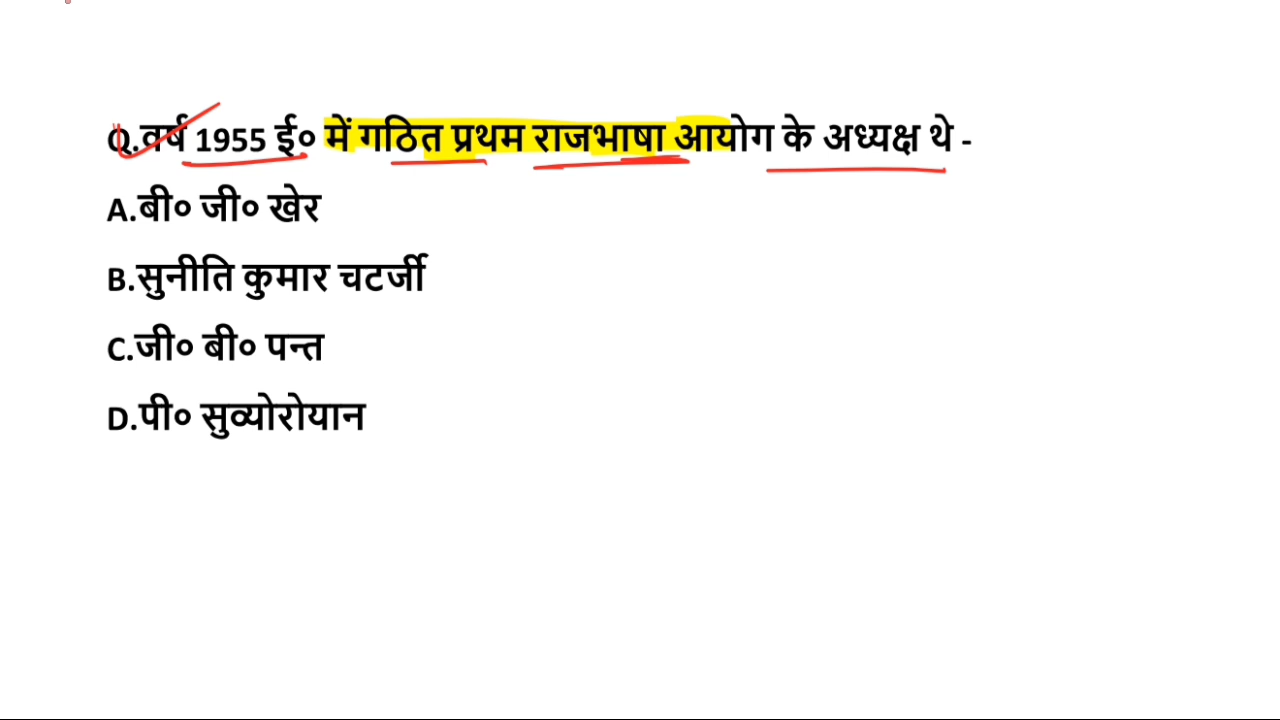 Q.वर्ष 1955 ई० में गठित प्रथम राजभाषा आयोग के अध्यक्ष थे -
A.बी० जी० खेर
B.सुनीति कुमार चटर्जी
C.जी० बी० पन्त
D.पी० सुव्योरोयान